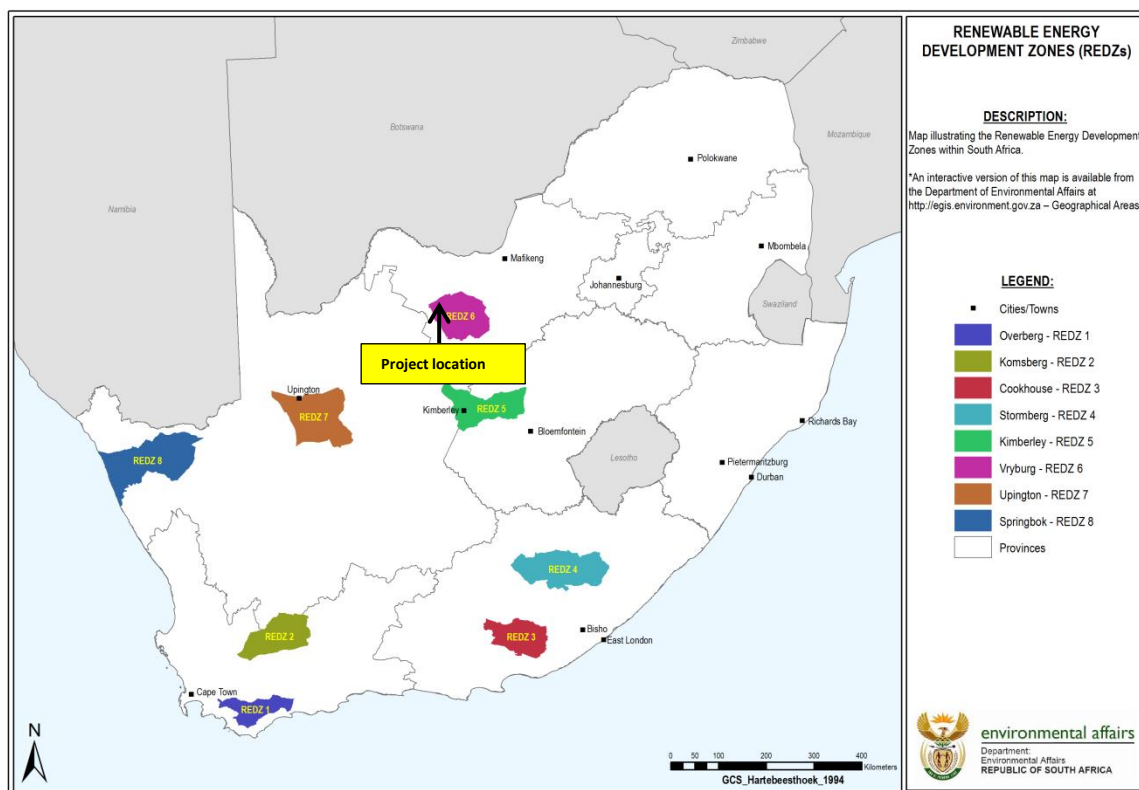 RENEWABLE ENERGY
DEVELOPMENT ZONES (REDZs)
DESCRIPTION:
Map illustrating the Renewable Energy Development
Zones within South Africa.
*An interactive version of this map is available from
the Department of Environmental Affairs at
http://egis.environment.gov.za – Geographical Areas
LEGEND:
Cities/Towns
Overberg - REDZ 1
Komsberg - REDZ 2
Cookhouse - REDZ 3
Stormberg - REDZ 4
Kimberley - REDZ 5
Vryburg - REDZ 6
Upington - REDZ 7
Springbok - REDZ 8
Provinces
environmental affairs
Department:
Environmental Affairs
REPUBLIC OF SOUTH AFRICA
Zimbabwe
Botswana
Mozambique
Polokwane
Namibia
Mbombela
Mafikeng
Johannesburg
Swaziland
REDZ 6
Project location
Upington
Kimberley
REDZ 5
REDZ 7
Richards Bay
Bloemfontein
Lesotho
REDZ 8
Pietermaritzburg
Durban
REDZ 4
Bisho
REDZ 2
REDZ 3
East London
Cape Town
REDZ 1
N
0 50 100 200 300 400
Kilometers
GCS_Hartebeesthoek_1994